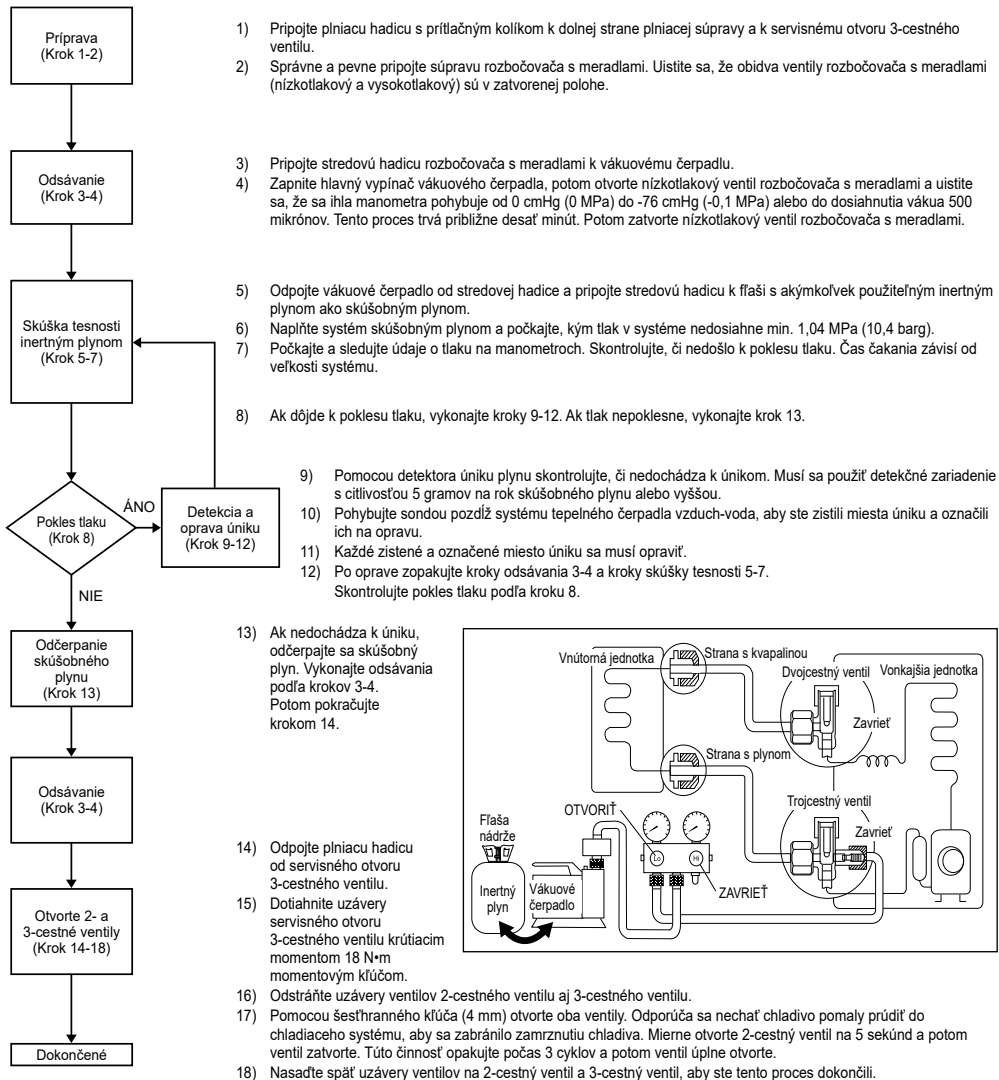 Príprava
(Krok 1-2)
1) Pripojte plniacu hadicu s prítlačným kolíkom k dolnej strane plniacej súpravy a k servisnému otvoru 3-cestného
ventilu.
2) Správne a pevne pripojte súpravu rozbočovača s meradlami. Uistite sa, že obidva ventily rozbočovača s meradlami
(nízkotlakový a vysokotlakový) sú v zatvorenej polohe.
Odsávanie
(Krok 3-4)
3) Pripojte stredovú hadicu rozbočovača s meradlami k vákuovému čerpadlu.
4) Zapnite hlavný vypínač vákuového čerpadla, potom otvorte nízkotlakový ventil rozbočovača s meradlami a uistite
sa, že sa ihla manometra pohybuje od 0 cmHg (0 MPa) do -76 cmHg (-0,1 MPa) alebo do dosiahnutia vákua 500
mikrónov. Tento proces trvá približne desať minút. Potom zatvorte nízkotlakový ventil rozbočovača s meradlami.
Skúška tesnosti
inertným plynom
(Krok 5-7)
5) Odpojte vákuové čerpadlo od stredovej hadice a pripojte stredovú hadicu k fľaši s akýmkoľvek použiteľným inertným
plynom ako skúšobným plynom.
6) Naplňte systém skúšobným plynom a počkajte, kým tlak v systéme nedosiahne min. 1,04 MPa (10,4 barg).
7) Počkajte a sledujte údaje o tlaku na manometroch. Skontrolujte, či nedošlo k poklesu tlaku. Čas čakania závisí od
veľkosti systému.
8) Ak dôjde k poklesu tlaku, vykonajte kroky 9-12. Ak tlak nepoklesne, vykonajte krok 13.
Pokles tlaku
(Krok 8)
ÁNO
NIE
Detekcia a
oprava úniku
(Krok 9-12)
9) Pomocou detektora úniku plynu skontrolujte, či nedochádza k únikom. Musí sa použiť detekčné zariadenie
s citlivosťou 5 gramov na rok skúšobného plynu alebo vyššou.
10) Pohybujte sondou pozdĺž systému tepelného čerpadla vzduch-voda, aby ste zistili miesta úniku a označili
ich na opravu.
11) Každé zistené a označené miesto úniku sa musí opraviť.
12) Po oprave zopakujte kroky odsávania 3-4 a kroky skúšky tesnosti 5-7.
Skontrolujte pokles tlaku podľa kroku 8.
Odčerpanie
skúšobného
plynu
(Krok 13)
13) Ak nedochádza k úniku,
odčerpajte sa skúšobný
plyn. Vykonajte odsávania
podľa krokov 3-4.
Potom pokračujte
krokom 14.
Vnútorná jednotka
Strana s kvapalinou
Dvojcestný ventil
Vonkajšia jednotka
Zavrieť
Strana s plynom
Trojcestný ventil
Zavrieť
OTVORIŤ
Lo
Hi
ZAVRIEŤ
Fľaša
nádrže
Inertný
plyn
Vákuové
čerpadlo
Odsávanie
(Krok 3-4)
Otvorte 2- a
3-cestné ventily
(Krok 14-18)
14) Odpojte plniacu hadicu
od servisného otvoru
3-cestného ventilu.
15) Dotiahnite uzávery
servisného otvoru
3-cestného ventilu krútiacim
momentom 18 N•m
momentovým kľúčom.
16) Odstráňte uzávery ventilov 2-cestného ventilu aj 3-cestného ventilu.
17) Pomocou šesťhranného kľúča (4 mm) otvorte oba ventily. Odporúča sa nechať chladivo pomaly prúdiť do
chladiaceho systému, aby sa zabránilo zamrznutiu chladiva. Mierne otvorte 2-cestný ventil na 5 sekúnd a potom
ventil zatvorte. Túto činnosť opakujte počas 3 cyklov a potom ventil úplne otvorte.
18) Nasaďte späť uzávery ventilov na 2-cestný ventil a 3-cestný ventil, aby ste tento proces dokončili.
Dokončené